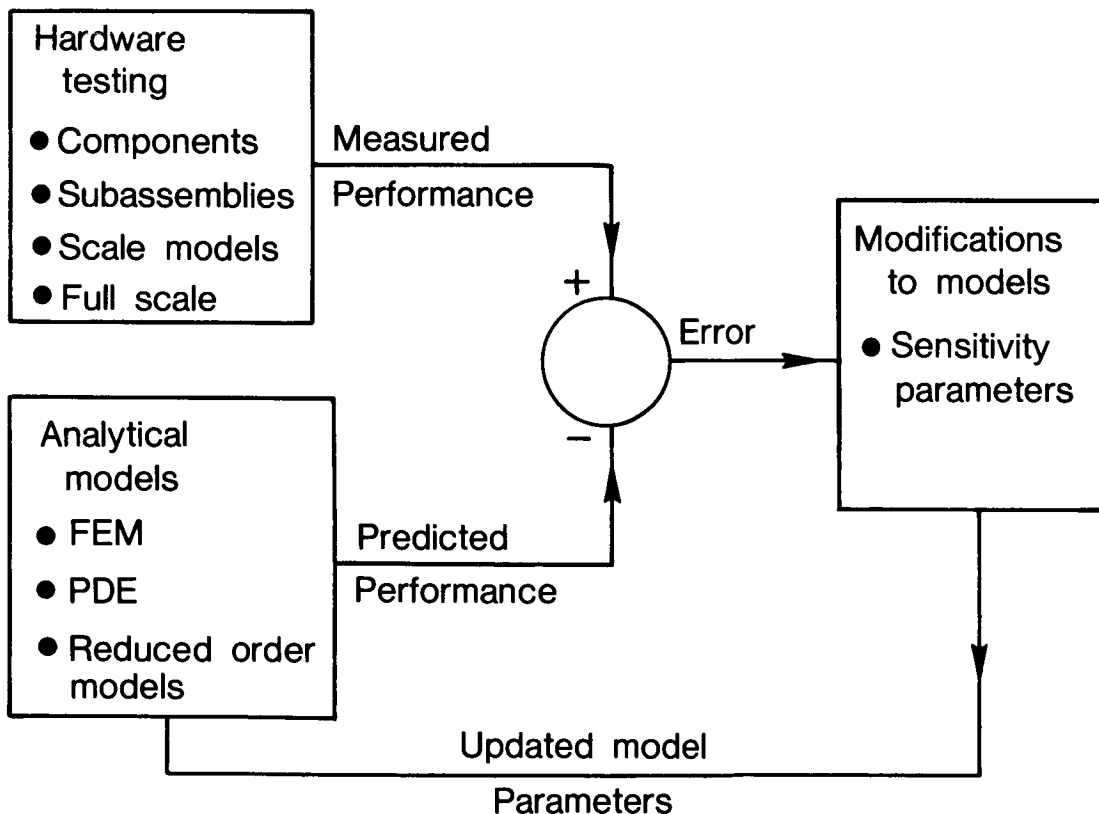 Hardware
testing
● Components
● Subassemblies
● Scale models
● Full scale
Measured
Performance
+
Error
Modifications
to models
● Sensitivity
parameters
−
Analytical
models
● FEM
● PDE
● Reduced order
models
Predicted
Performance
Updated model
Parameters